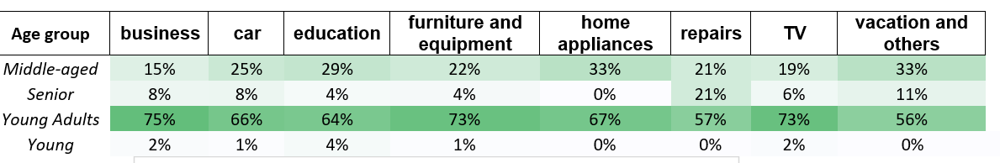 Age group business car education furniture and equipment home appliances repairs TV vacation and others
Middle-aged 15% 25% 29% 22% 33% 21% 19% 33%
Senior 8% 8% 4% 4% 0% 21% 6% 11%
Young Adults 75% 66% 64% 73% 67% 57% 73% 56%
Young 2% 1% 4% 1% 0% 0% 2% 0%